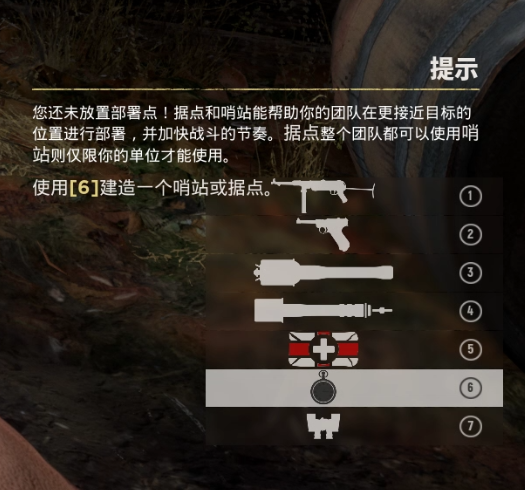 提示
您还未放置部署点！据点和哨站能帮助你的团队在更接近目标的
位置进行部署，并加快战斗的节奏。据点整个团队都可以使用哨
站则仅限你的单位才能使用。
使用[6]建造一个哨站或据点。
1
2
3
4
5
6
7